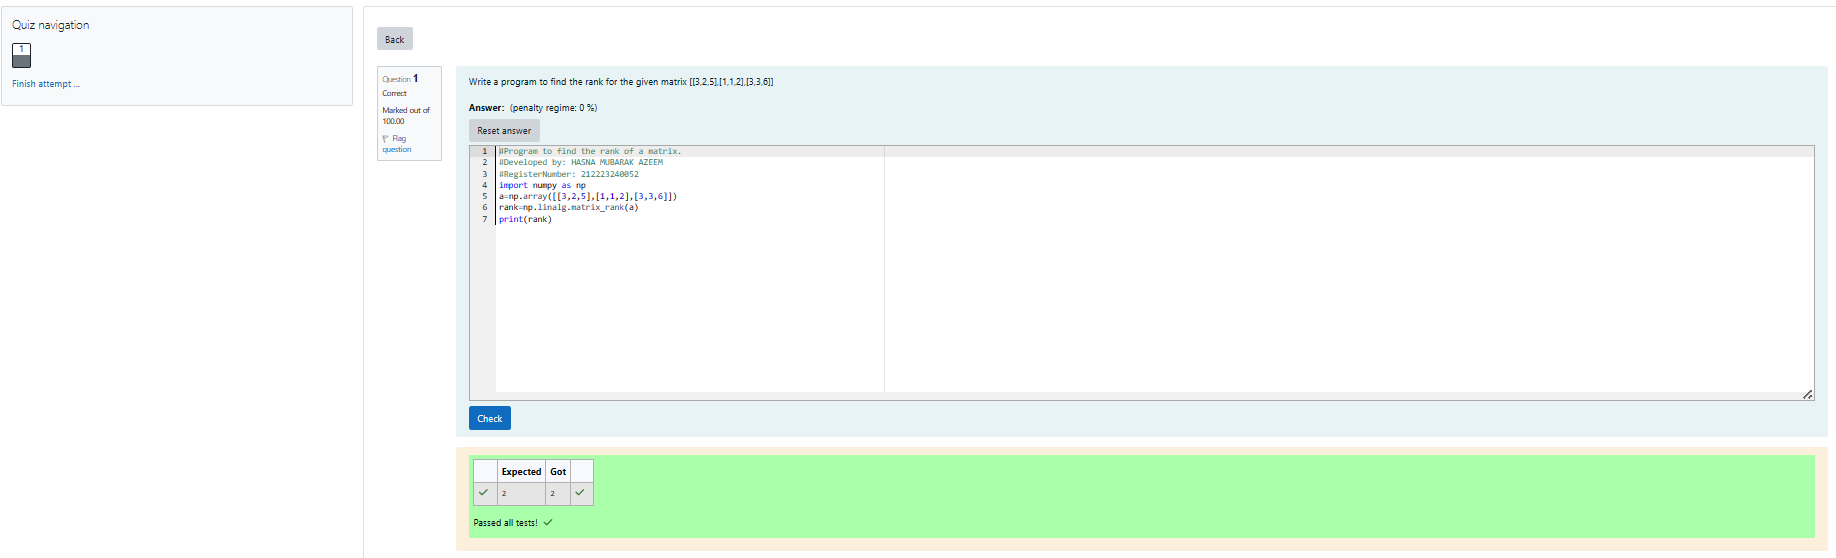 Quiz navigation
1
Finish attempt ...
Back
Question 1
Correct
Marked out of
100.00
Flag
question
Write a program to find the rank for the given matrix [[3,2,5],[1,1,2],[3,3,6]]
Answer: (penalty regime: 0 %)
Reset answer
1 #Program to find the rank of a matrix.
2 #Developed by: HASNA MUBARAK AZEEM
3 #RegisterNumber: 212223240052
4 import numpy as np
5 a=np.array([[3,2,5],[1,1,2],[3,3,6]])
6 rank=np.linalg.matrix_rank(a)
7 print(rank)
Check
Expected Got
2 2
Passed all tests!